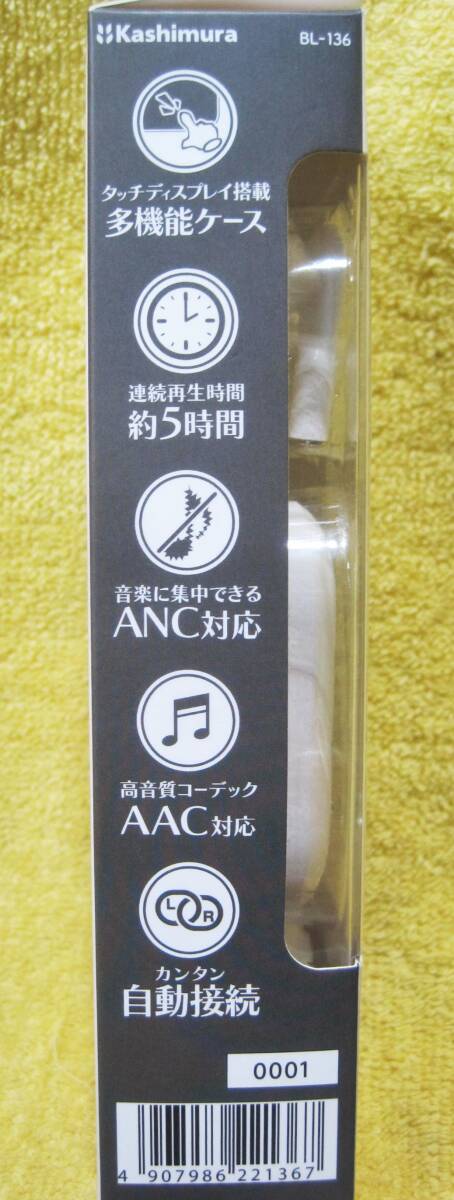 Kashimura
BL-136
タッチディスプレイ搭載
多機能ケース
連続再生時間
約5時間
音楽に集中できる
ANC対応
高音質コーデック
AAC対応
L R
カンタン
自動接続
0001
4 907986 221367